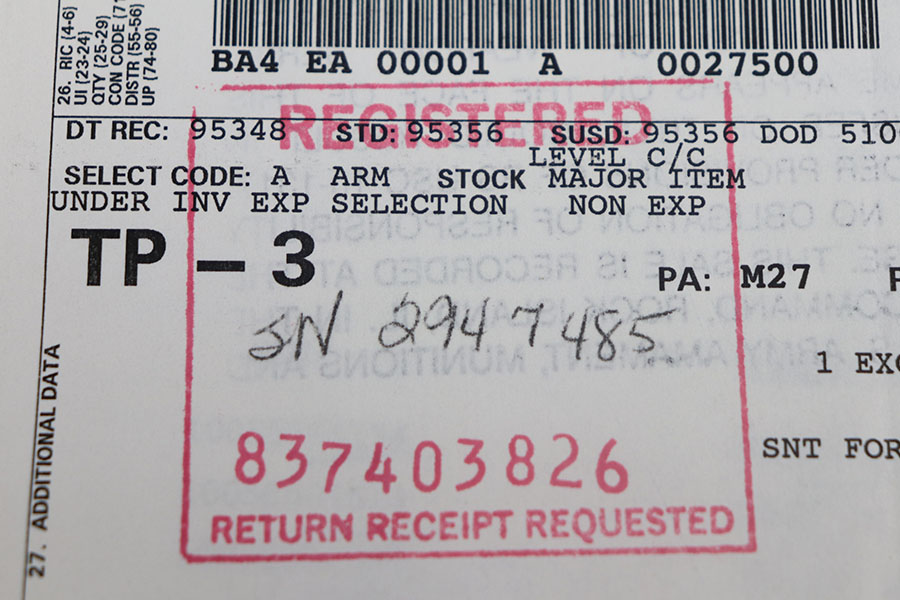 26. RIC (4-6)
UI (23-24)
QTY (25-29)
CON CODE (71
DISTR (55-56)
UP (74-80)
BA4 EA 00001 A 0027500
REGISTERED
DT REC: 95348 STD: 95356 SUSD: 95356 DOD 510
LEVEL C/C
SELECT CODE: A ARM STOCK MAJOR ITEM
UNDER INV EXP SELECTION NON EXP
TP - 3
PA: M27
SN 2947485
1 EXC
837403826
SNT FOR
RETURN RECEIPT REQUESTED
27. ADDITIONAL DATA